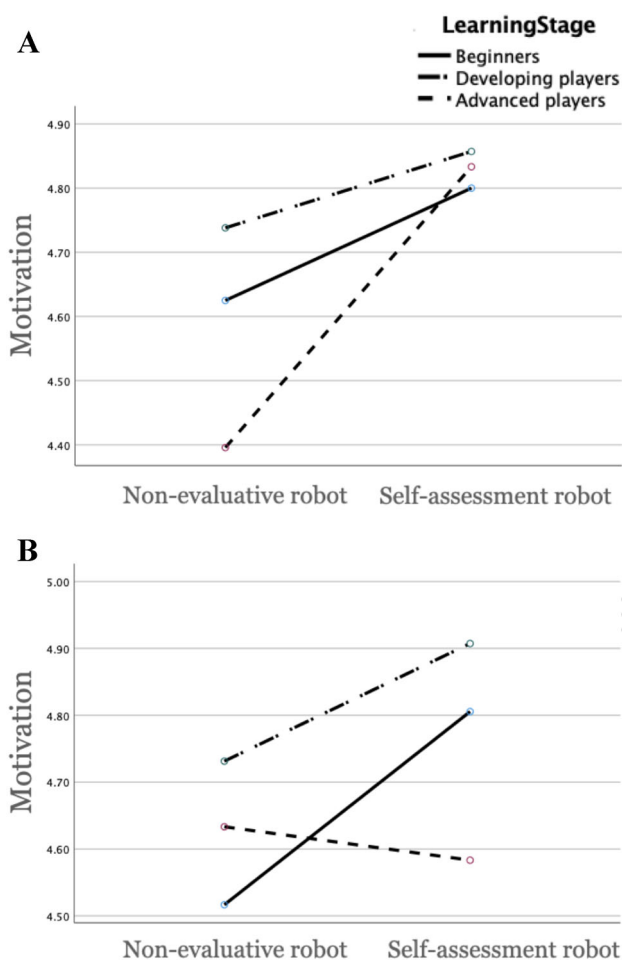 A
LearningStage
Beginners
Developing players
Advanced players
4.90
4.80
4.70
4.60
4.50
4.40
Motivation
Non-evaluative robot Self-assessment robot
B
5.00
4.90
4.80
4.70
4.60
4.50
Motivation
Non-evaluative robot Self-assessment robot